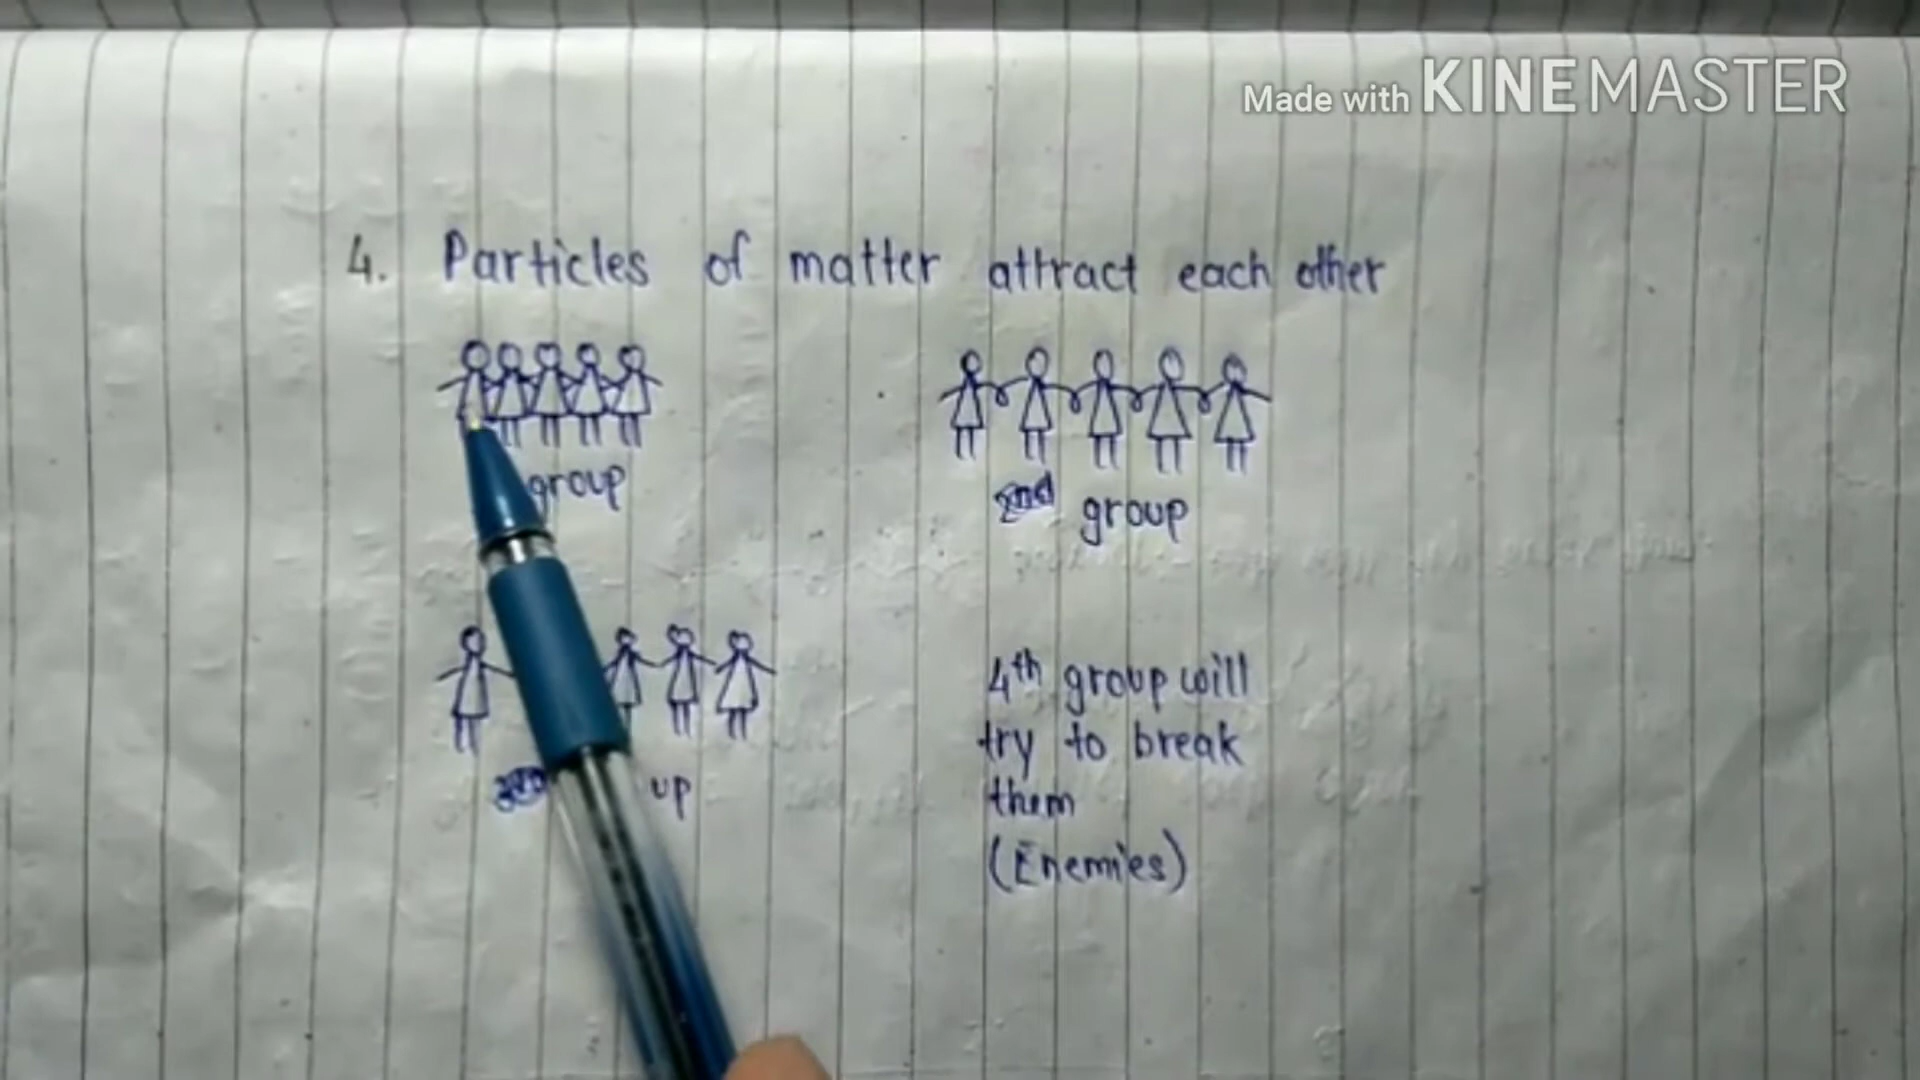 Made with KINEMASTER
4. Particles of matter attract each other
group
2nd group
up
4th group will
try to break
them
(Enemies)